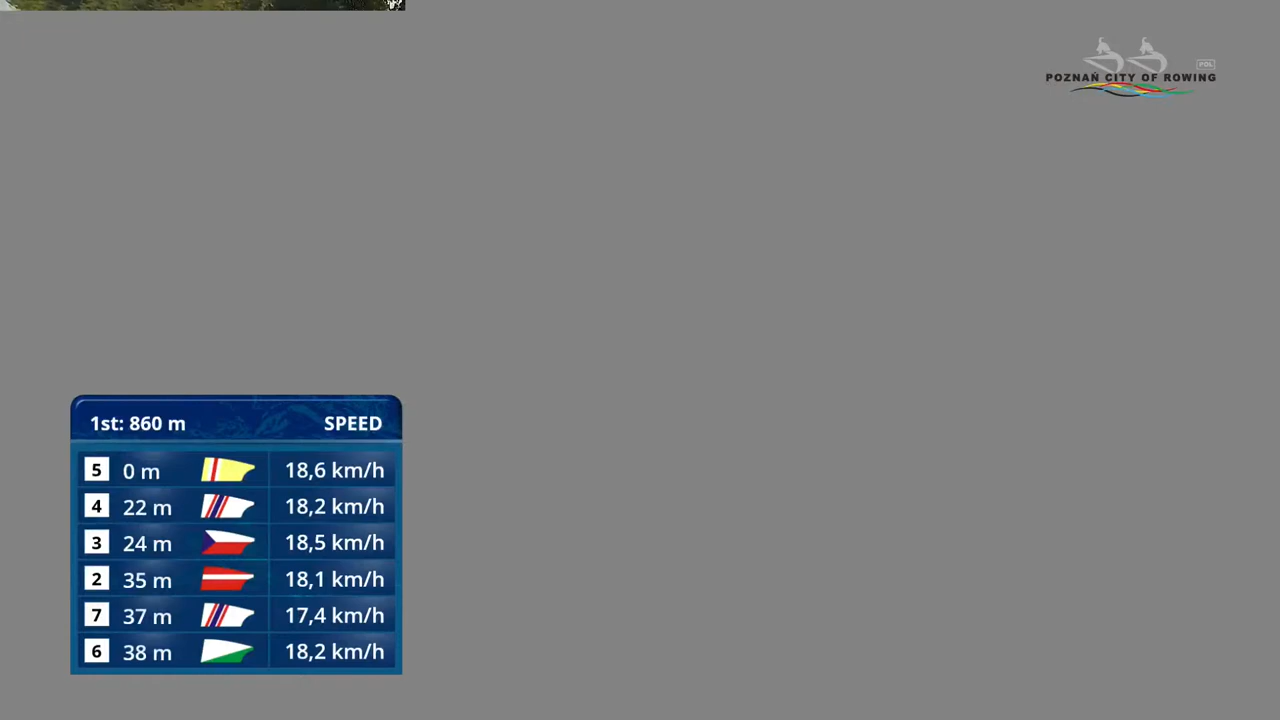 POL
POZNAŃ CITY OF ROWING
1st: 860 m SPEED
5 0 m 18,6 km/h
4 22 m 18,2 km/h
3 24 m 18,5 km/h
2 35 m 18,1 km/h
7 37 m 17,4 km/h
6 38 m 18,2 km/h